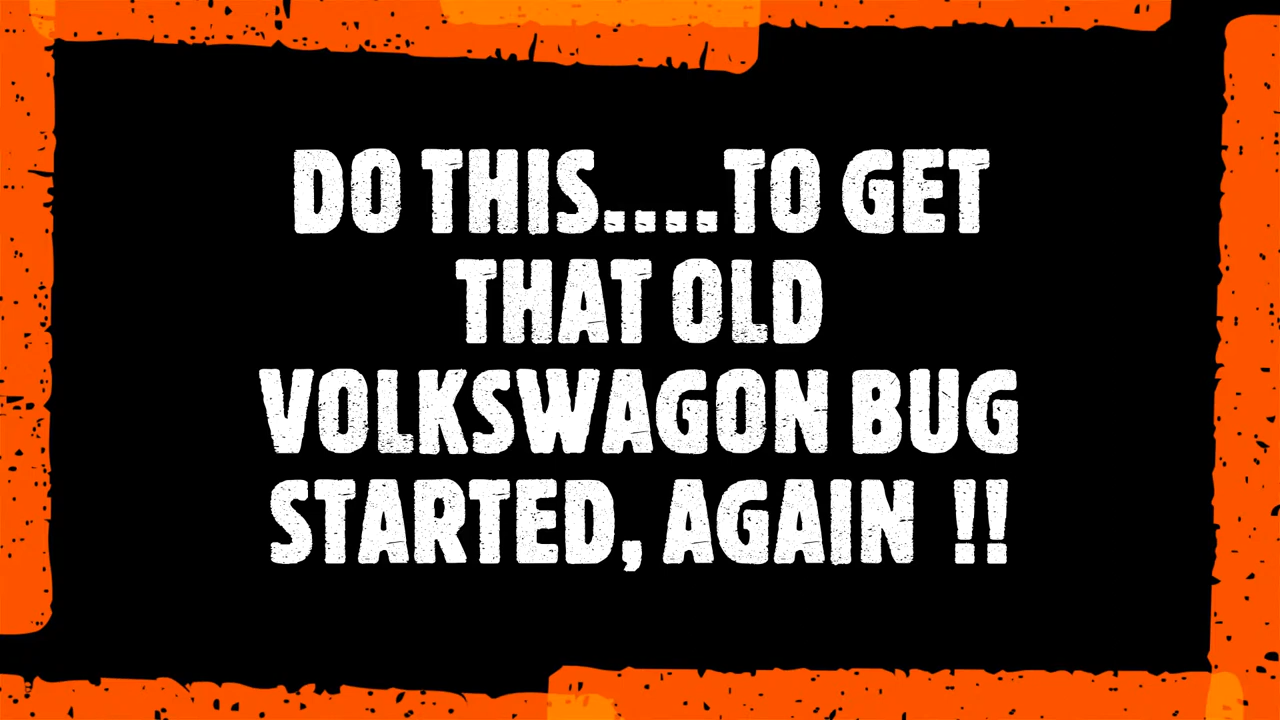 DO THIS....TO GET
THAT OLD
VOLKSWAGON BUG
STARTED, AGAIN !!